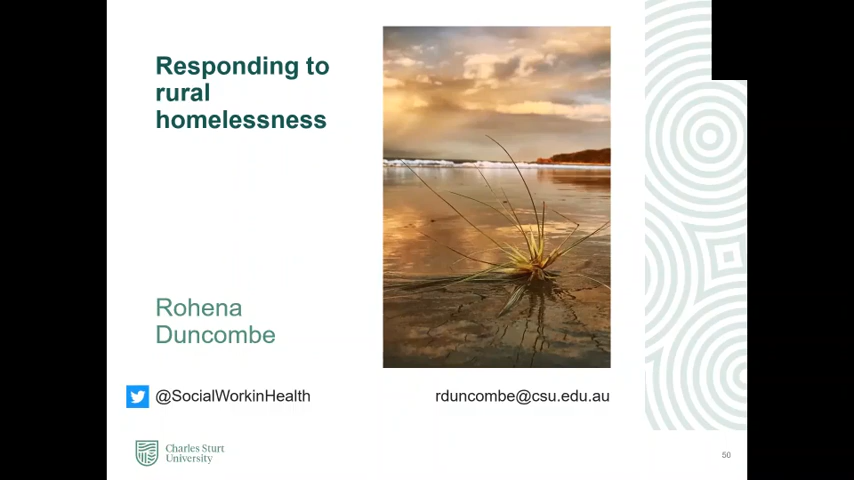 Responding to
rural
homelessness
Rohena
Duncombe
@SocialWorkinHealth
rduncombe@csu.edu.au
Charles Sturt
University
50